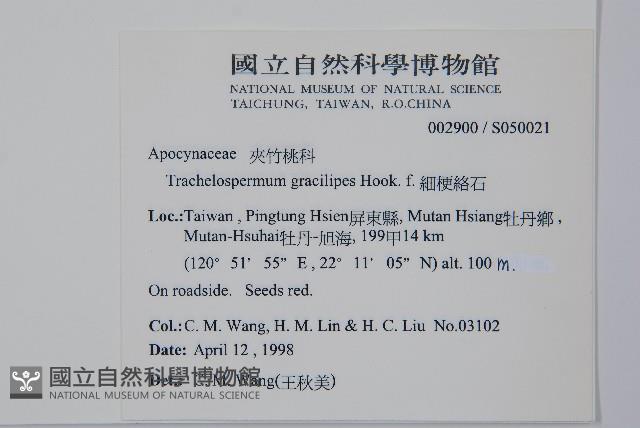 國立自然科學博物館
NATIONAL MUSEUM OF NATURAL SCIENCE
TAICHUNG, TAIWAN, R.O.CHINA
002900 / S050021
Apocynaceae 夾竹桃科
Trachelospermum gracilipes Hook. f. 細梗絡石
Loc.:Taiwan , Pingtung Hsien屏東縣, Mutan Hsiang牡丹鄉 ,
Mutan-Hsuhai牡丹-旭海, 199甲14 km
(120° 51’ 55” E , 22° 11’ 05” N) alt. 100 m.
On roadside. Seeds red.
Col.:C. M. Wang, H. M. Lin & H. C. Liu No.03102
Date: April 12 , 1998
Det.: C. M. Wang(王秋美)
國立自然科學博物館
NATIONAL MUSEUM OF NATURAL SCIENCE